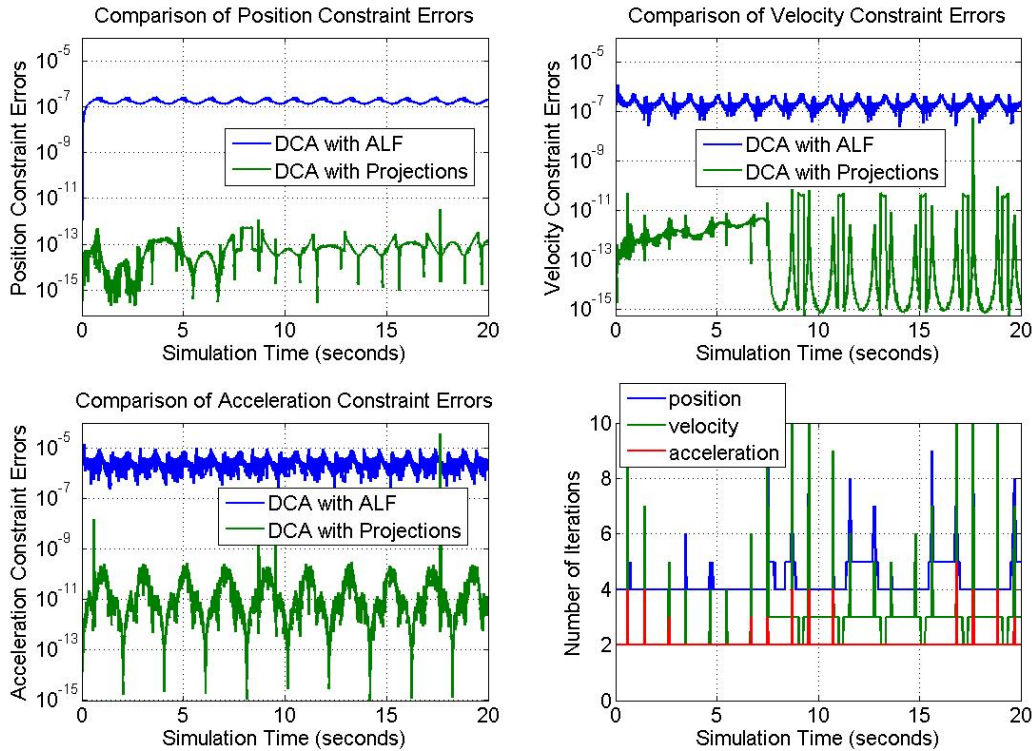 Comparison of Position Constraint Errors
Position Constraint Errors
10^-5
10^-7
10^-9
10^-11
10^-13
10^-15
DCA with ALF
DCA with Projections
0 5 10 15 20
Simulation Time (seconds)
Comparison of Velocity Constraint Errors
Velocity Constraint Errors
10^-5
10^-7
10^-9
10^-11
10^-13
10^-15
DCA with ALF
DCA with Projections
0 5 10 15 20
Simulation Time (seconds)
Comparison of Acceleration Constraint Errors
Acceleration Constraint Errors
10^-5
10^-7
10^-9
10^-11
10^-13
10^-15
DCA with ALF
DCA with Projections
0 5 10 15 20
Simulation Time (seconds)
Number of Iterations
10
8
6
4
2
0
position
velocity
acceleration
0 5 10 15 20
Simulation Time (seconds)